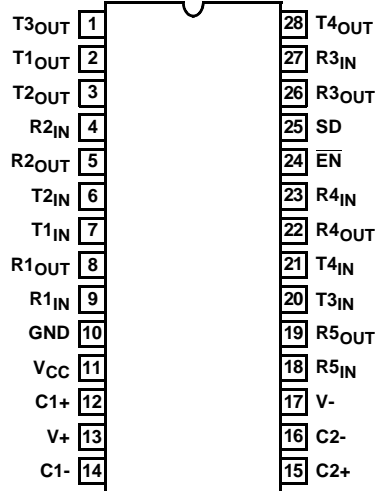 T3OUT 1 28 T4OUT
T1OUT 2 27 R3IN
T2OUT 3 26 R3OUT
R2IN 4 25 SD
R2OUT 5 24 E̅N̅
T2IN 6 23 R4IN
T1IN 7 22 R4OUT
R1OUT 8 21 T4IN
R1IN 9 20 T3IN
GND 10 19 R5OUT
VCC 11 18 R5IN
C1+ 12 17 V-
V+ 13 16 C2-
C1- 14 15 C2+